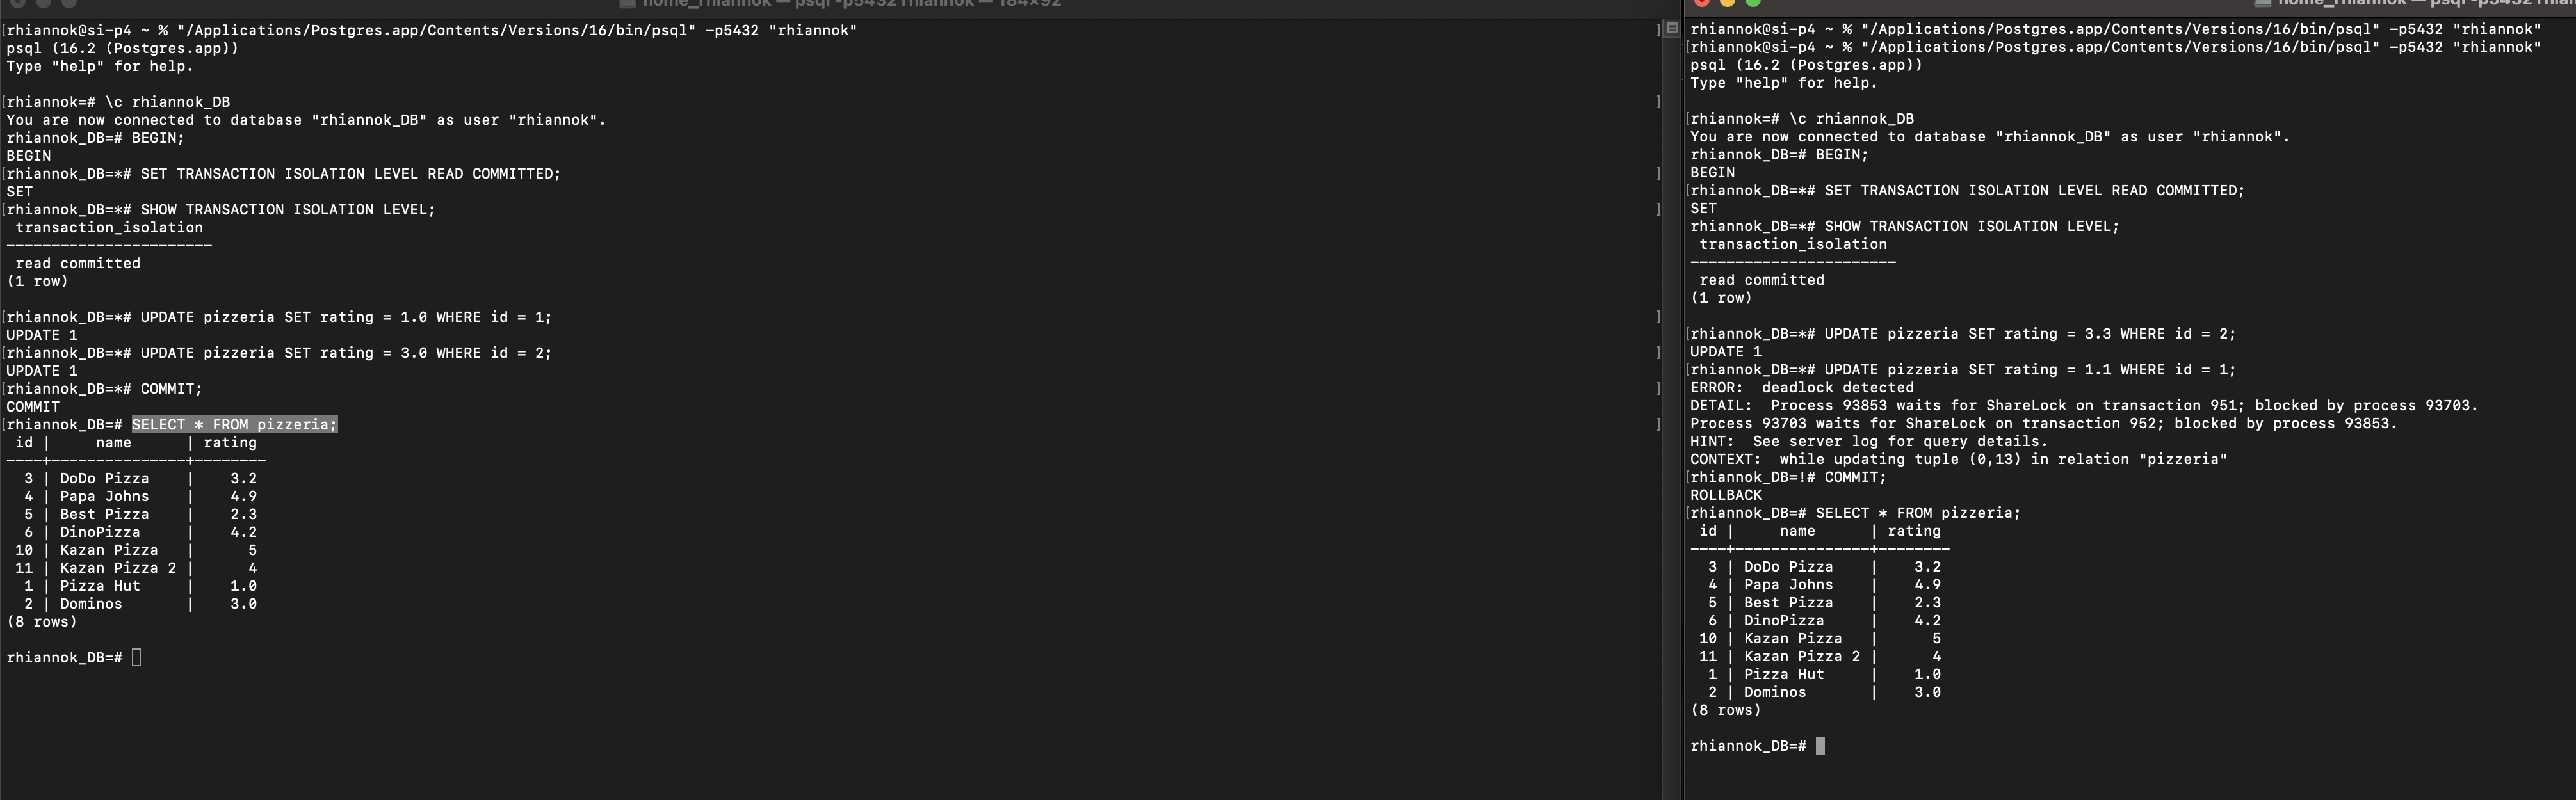 home_rhiannok — psql -p5432 rhiannok — 184×92
[rhiannok@si-p4 ~ % "/Applications/Postgres.app/Contents/Versions/16/bin/psql" -p5432 "rhiannok" ]
psql (16.2 (Postgres.app))
Type "help" for help.
[rhiannok=# \c rhiannok_DB ]
You are now connected to database "rhiannok_DB" as user "rhiannok".
rhiannok_DB=# BEGIN;
BEGIN
[rhiannok_DB=*# SET TRANSACTION ISOLATION LEVEL READ COMMITTED; ]
SET
[rhiannok_DB=*# SHOW TRANSACTION ISOLATION LEVEL; ]
transaction_isolation
-----------------------
read committed
(1 row)
[rhiannok_DB=*# UPDATE pizzeria SET rating = 1.0 WHERE id = 1; ]
UPDATE 1
[rhiannok_DB=*# UPDATE pizzeria SET rating = 3.0 WHERE id = 2; ]
UPDATE 1
[rhiannok_DB=*# COMMIT; ]
COMMIT
[rhiannok_DB=# SELECT * FROM pizzeria; ]
id | name | rating
----+---------------+--------
3 | DoDo Pizza | 3.2
4 | Papa Johns | 4.9
5 | Best Pizza | 2.3
6 | DinoPizza | 4.2
10 | Kazan Pizza | 5
11 | Kazan Pizza 2 | 4
1 | Pizza Hut | 1.0
2 | Dominos | 3.0
(8 rows)
rhiannok_DB=#
home_rhiannok — psql -p5432 rhian
rhiannok@si-p4 ~ % "/Applications/Postgres.app/Contents/Versions/16/bin/psql" -p5432 "rhiannok"
[rhiannok@si-p4 ~ % "/Applications/Postgres.app/Contents/Versions/16/bin/psql" -p5432 "rhiannok"
psql (16.2 (Postgres.app))
Type "help" for help.
[rhiannok=# \c rhiannok_DB
You are now connected to database "rhiannok_DB" as user "rhiannok".
rhiannok_DB=# BEGIN;
BEGIN
[rhiannok_DB=*# SET TRANSACTION ISOLATION LEVEL READ COMMITTED;
SET
rhiannok_DB=*# SHOW TRANSACTION ISOLATION LEVEL;
transaction_isolation
-----------------------
read committed
(1 row)
[rhiannok_DB=*# UPDATE pizzeria SET rating = 3.3 WHERE id = 2;
UPDATE 1
[rhiannok_DB=*# UPDATE pizzeria SET rating = 1.1 WHERE id = 1;
ERROR:  deadlock detected
DETAIL:  Process 93853 waits for ShareLock on transaction 951; blocked by process 93703.
Process 93703 waits for ShareLock on transaction 952; blocked by process 93853.
HINT:  See server log for query details.
CONTEXT:  while updating tuple (0,13) in relation "pizzeria"
[rhiannok_DB=!# COMMIT;
ROLLBACK
[rhiannok_DB=# SELECT * FROM pizzeria;
id | name | rating
----+---------------+--------
3 | DoDo Pizza | 3.2
4 | Papa Johns | 4.9
5 | Best Pizza | 2.3
6 | DinoPizza | 4.2
10 | Kazan Pizza | 5
11 | Kazan Pizza 2 | 4
1 | Pizza Hut | 1.0
2 | Dominos | 3.0
(8 rows)
rhiannok_DB=#